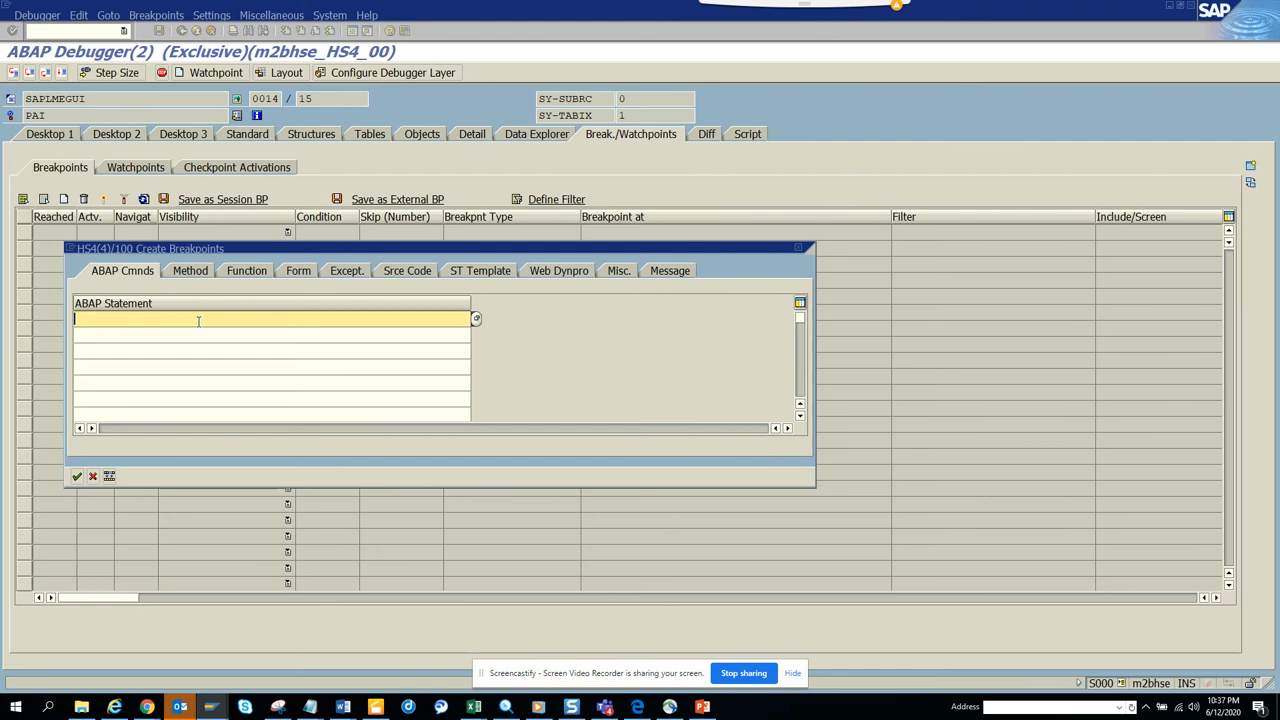 Debugger Edit Goto Breakpoints Settings Miscellaneous System Help
SAP
ABAP Debugger(2) (Exclusive)(m2bhse_HS4_00)
Step Size Watchpoint Layout Configure Debugger Layer
SAPLMEGUI 0014 / 15 SY-SUBRC 0
PAI SY-TABIX 1
Desktop 1 Desktop 2 Desktop 3 Standard Structures Tables Objects Detail Data Explorer Break./Watchpoints Diff Script
Breakpoints Watchpoints Checkpoint Activations
Save as Session BP Save as External BP Define Filter
Reached Actv. Navigat Visibility Condition Skip (Number) Breakpnt Type Breakpoint at Filter Include/Screen
HS4(4)/100 Create Breakpoints
ABAP Cmnds Method Function Form Except. Srce Code ST Template Web Dynpro Misc. Message
ABAP Statement
Screencastify - Screen Video Recorder is sharing your screen. Stop sharing Hide
S000 m2bhse INS
Address 10:37 PM
6/12/2020